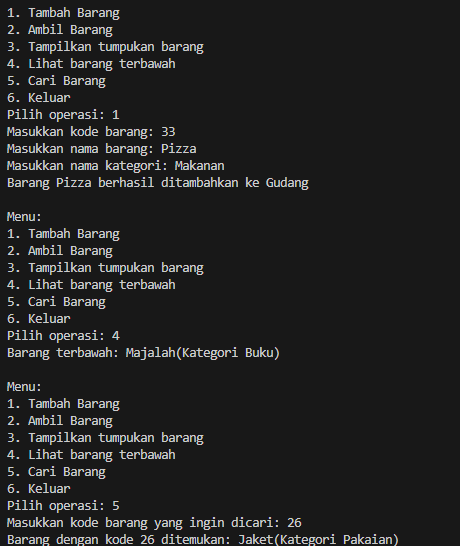 1. Tambah Barang
2. Ambil Barang
3. Tampilkan tumpukan barang
4. Lihat barang terbawah
5. Cari Barang
6. Keluar
Pilih operasi: 1
Masukkan kode barang: 33
Masukkan nama barang: Pizza
Masukkan nama kategori: Makanan
Barang Pizza berhasil ditambahkan ke Gudang

Menu:
1. Tambah Barang
2. Ambil Barang
3. Tampilkan tumpukan barang
4. Lihat barang terbawah
5. Cari Barang
6. Keluar
Pilih operasi: 4
Barang terbawah: Majalah(Kategori Buku)

Menu:
1. Tambah Barang
2. Ambil Barang
3. Tampilkan tumpukan barang
4. Lihat barang terbawah
5. Cari Barang
6. Keluar
Pilih operasi: 5
Masukkan kode barang yang ingin dicari: 26
Barang dengan kode 26 ditemukan: Jaket(Kategori Pakaian)